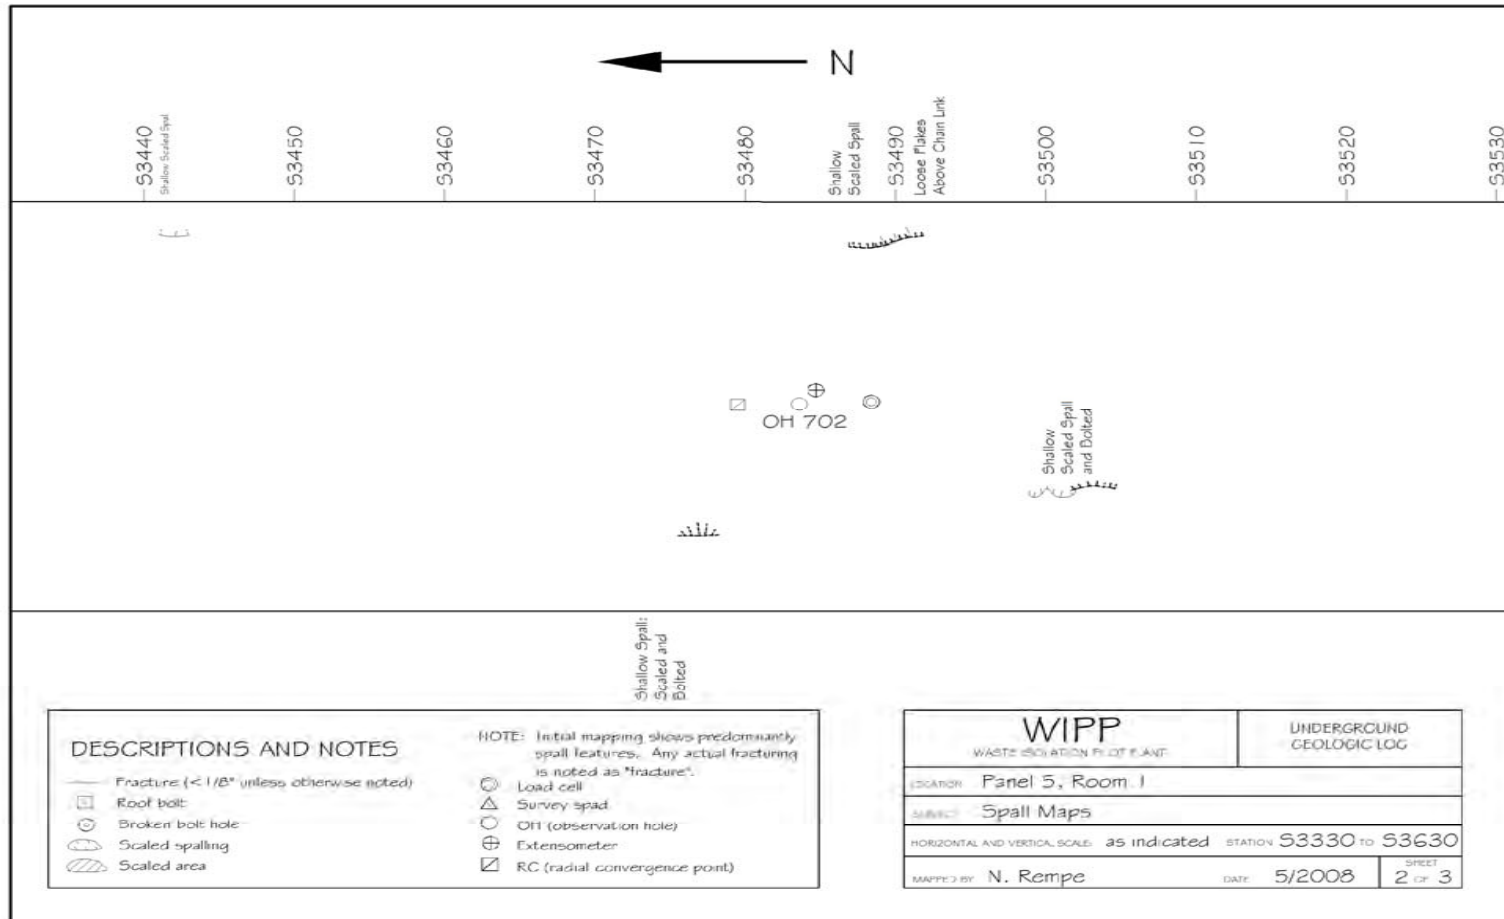 N
S3440
Shallow Scaled Spal
S3450
S3460
S3470
S3480
Shallow
Scaled Spall
S3490
Loose Flakes
Above Chain Link
S3500
S3510
S3520
S3530
OH 702
Shallow
Scaled Spall
and Bolted
Shallow Spall:
Scaled and
Bolted
DESCRIPTIONS AND NOTES
Fracture (< 1/8" unless otherwise noted)
Roof bolt
Broken bolt hole
Scaled spalling
Scaled area
NOTE: Initial mapping shows predominantly
spall features. Any actual fracturing
is noted as "fracture".
Load cell
Survey spad
OH (observation hole)
Extensometer
RC (radial convergence point)
WIPP
WASTE ISOLATION PILOT PLANT
UNDERGROUND
GEOLOGIC LOG
LOCATION Panel 5, Room 1
SUBJECT Spall Maps
HORIZONTAL AND VERTICAL SCALE: as indicated STATION S3330 TO S3630
MAPPED BY N. Rempe DATE 5/2008 SHEET 2 OF 3